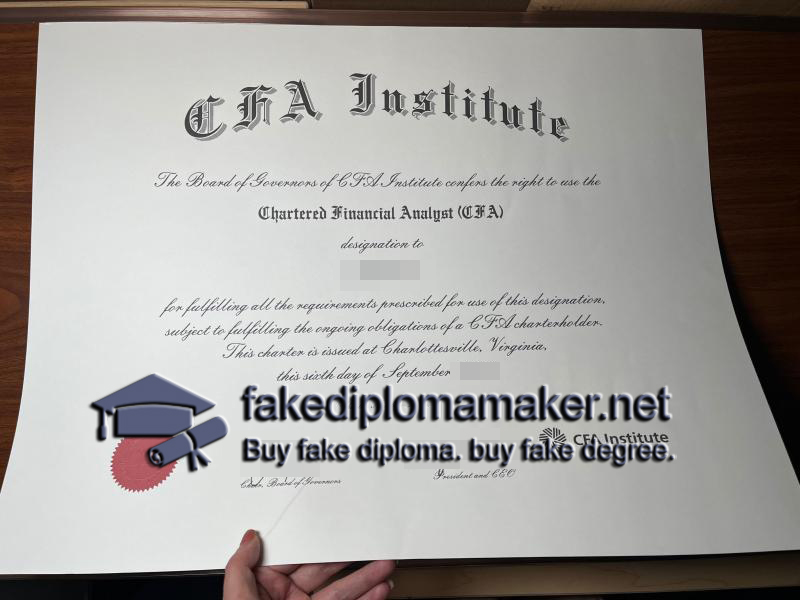 CFA Institute
The Board of Governors of CFA Institute confers the right to use the
Chartered Financial Analyst (CFA)
designation to
for fulfilling all the requirements prescribed for use of this designation,
subject to fulfilling the ongoing obligations of a CFA charterholder.
This charter is issued at Charlottesville, Virginia,
this sixth day of September
fakediplomamaker.net
CFA Institute
Buy fake diploma. buy fake degree.
Chair, Board of Governors
President and CEO